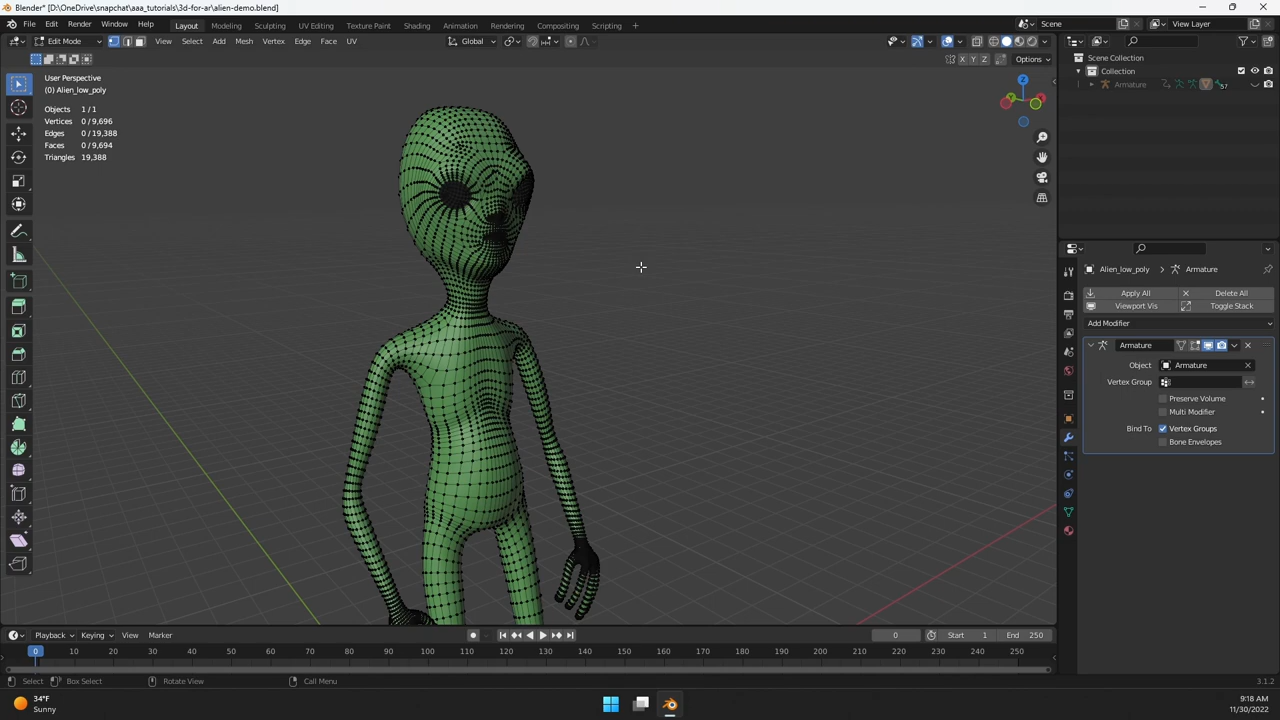 Blender* [D:\OneDrive\snapchat\aaa_tutorials\3d-for-ar\alien-demo.blend]
File Edit Render Window Help Layout Modeling Sculpting UV Editing Texture Paint Shading Animation Rendering Compositing Scripting Scene View Layer
Edit Mode View Select Add Mesh Vertex Edge Face UV Global
X Y Z Options
User Perspective
(0) Alien_low_poly
Objects 1 / 1
Vertices 0 / 9,696
Edges 0 / 19,388
Faces 0 / 9,694
Triangles 19,388
Z
Scene Collection
Collection
Armature 57
Alien_low_poly > Armature
Apply All Delete All
Viewport Vis Toggle Stack
Add Modifier
Armature
Object Armature
Vertex Group
Preserve Volume
Multi Modifier
Bind To Vertex Groups
Bone Envelopes
Playback Keying View Marker 0 Start 1 End 250
0 10 20 30 40 50 60 70 80 90 100 110 120 130 140 150 160 170 180 190 200 210 220 230 240 250
Select Box Select Rotate View Call Menu 3.1.2
34°F
Sunny
9:18 AM
11/30/2022